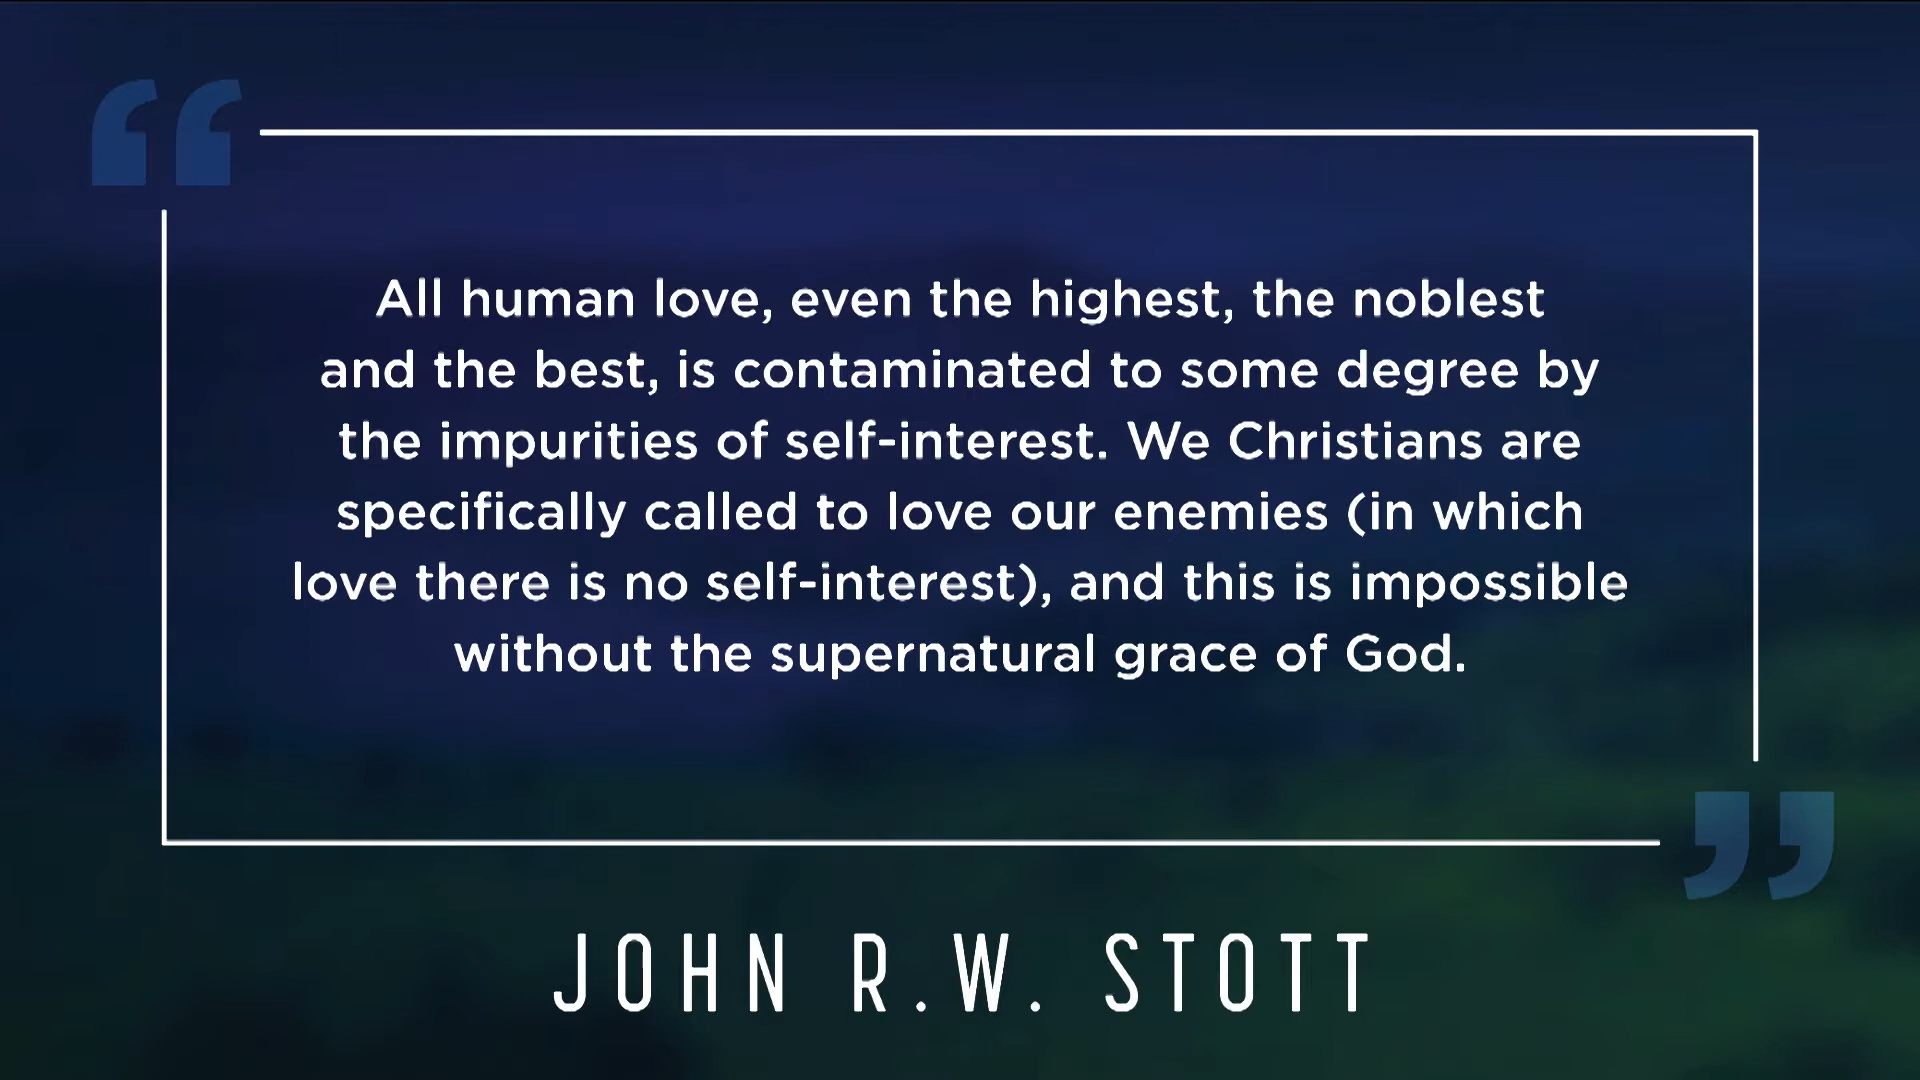 All human love, even the highest, the noblest
and the best, is contaminated to some degree by
the impurities of self-interest. We Christians are
specifically called to love our enemies (in which
love there is no self-interest), and this is impossible
without the supernatural grace of God.
JOHN R.W. STOTT